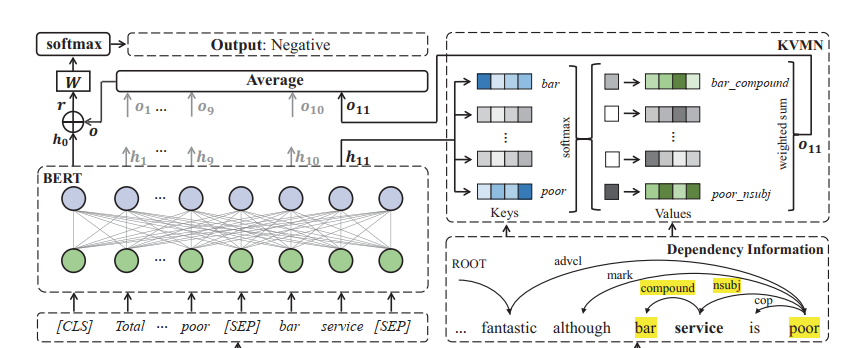 softmax
Output: Negative
KVMN
W
Average
r
o
h0
o1 ... o9 o10 o11
h1 h9 h10 h11
BERT
...
...
[CLS] Total ... poor [SEP] bar service [SEP]
bar
bar_compound
...
...
softmax
weighted sum
o11
poor
poor_nsubj
Keys
Values
Dependency Information
ROOT
advcl
mark
compound
nsubj
cop
... fantastic although bar service is poor